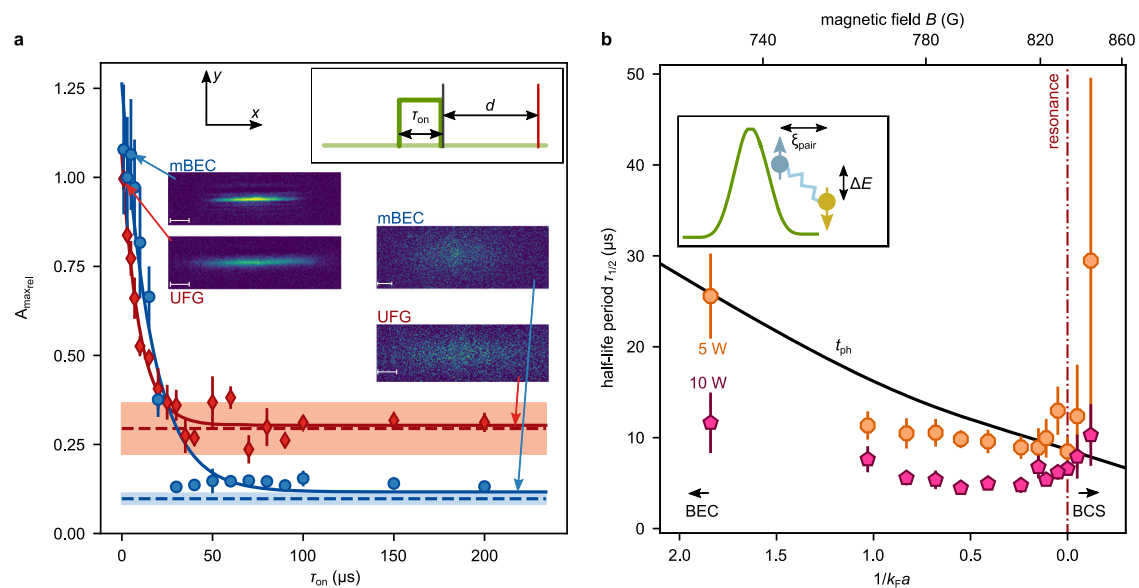 a
y
x
τon
d
mBEC
UFG
mBEC
UFG
1.25
1.00
0.75
0.50
0.25
0.00
Amaxrel
0
50
100
150
200
τon (µs)
b
magnetic field B (G)
740
780
820
860
50
40
30
20
10
0
half-life period τ1/2 (µs)
resonance
ξpair
ΔE
tph
5 W
10 W
BEC
BCS
2.0
1.5
1.0
0.5
0.0
1/kFa